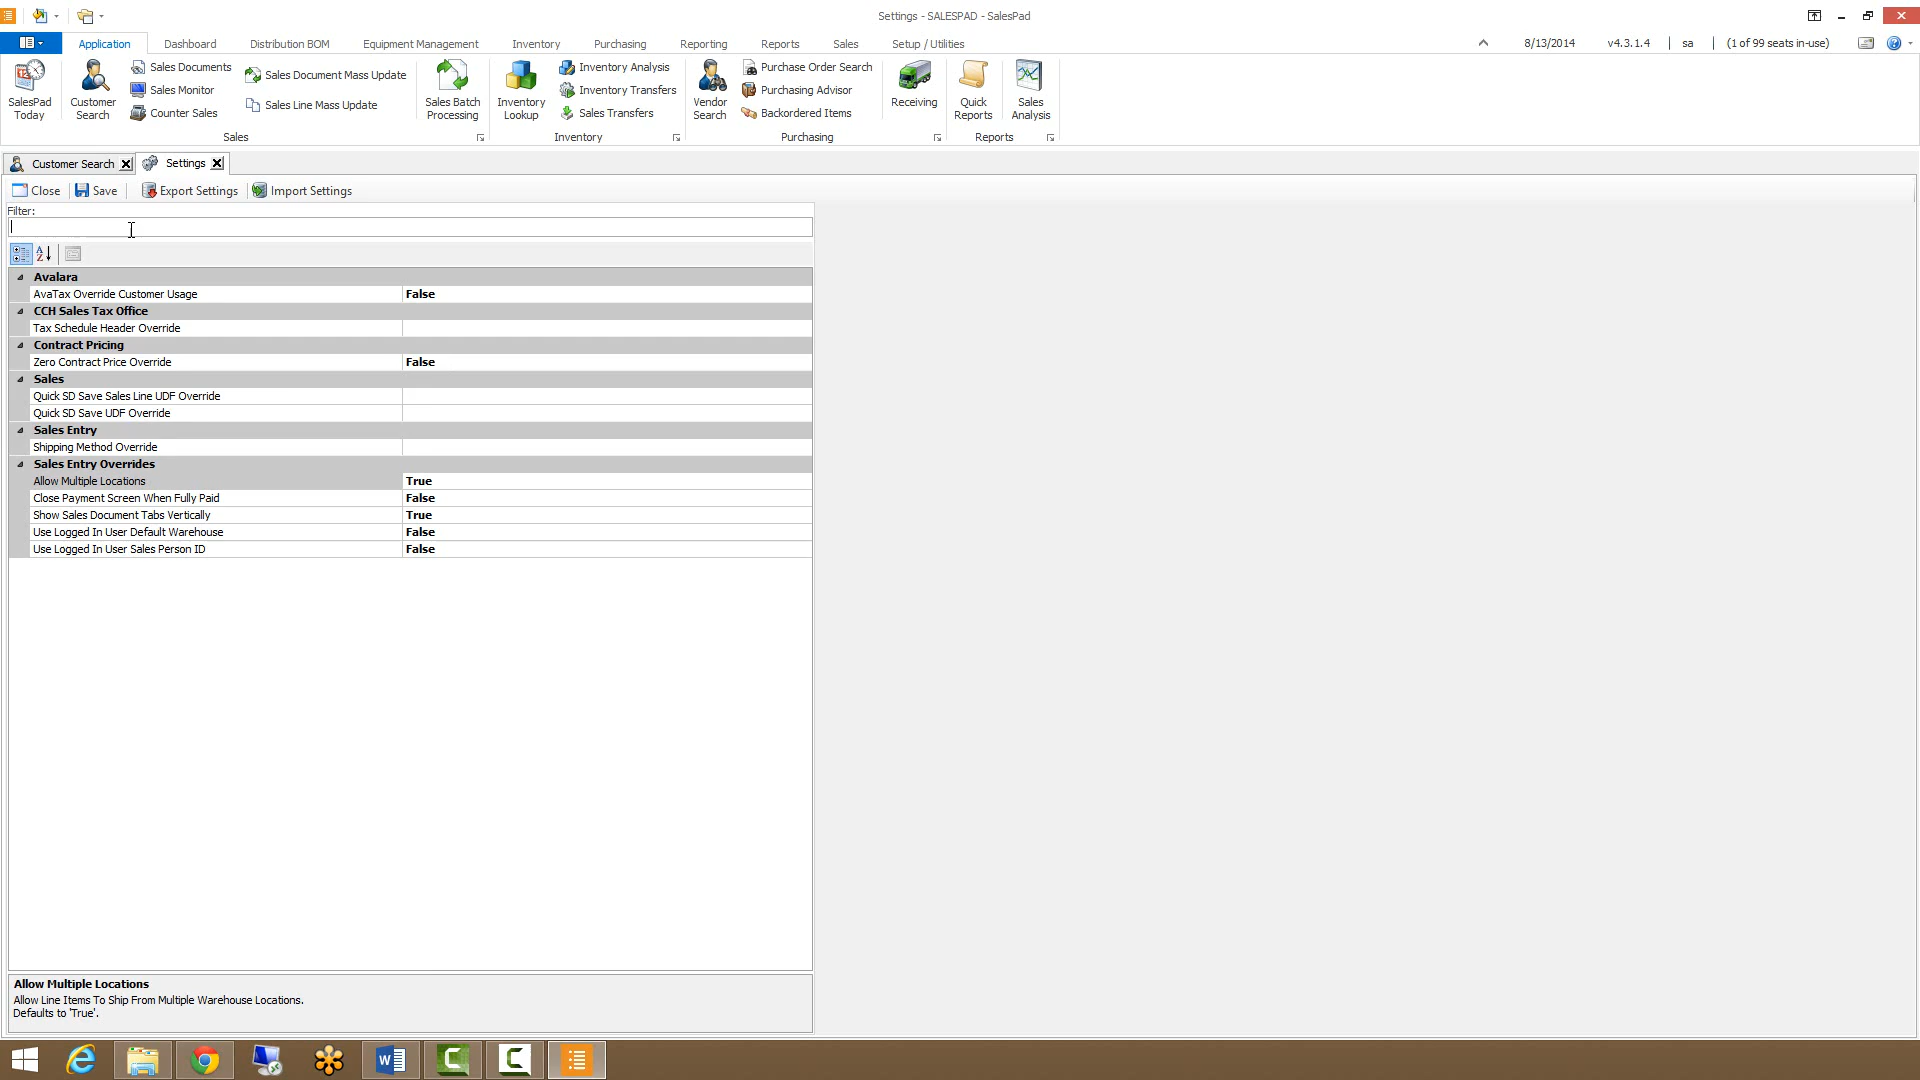 Settings - SALESPAD - SalesPad
Application Dashboard Distribution BOM Equipment Management Inventory Purchasing Reporting Reports Sales Setup / Utilities 8/13/2014 v4.3.1.4 sa (1 of 99 seats in-use)
SalesPad Today
Customer Search
Sales Documents
Sales Monitor
Counter Sales
Sales Document Mass Update
Sales Line Mass Update
Sales Batch Processing
Sales
Inventory Lookup
Inventory Analysis
Inventory Transfers
Sales Transfers
Inventory
Vendor Search
Purchase Order Search
Purchasing Advisor
Backordered Items
Purchasing
Receiving
Quick Reports
Sales Analysis
Reports
Customer Search Settings
Close Save Export Settings Import Settings
Filter:
Avalara
AvaTax Override Customer Usage False
CCH Sales Tax Office
Tax Schedule Header Override
Contract Pricing
Zero Contract Price Override False
Sales
Quick SD Save Sales Line UDF Override
Quick SD Save UDF Override
Sales Entry
Shipping Method Override
Sales Entry Overrides
Allow Multiple Locations True
Close Payment Screen When Fully Paid False
Show Sales Document Tabs Vertically True
Use Logged In User Default Warehouse False
Use Logged In User Sales Person ID False
Allow Multiple Locations
Allow Line Items To Ship From Multiple Warehouse Locations.
Defaults to 'True'.